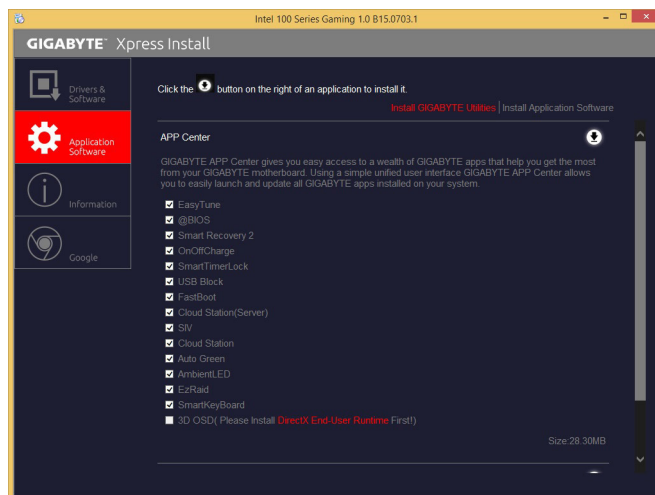 Intel 100 Series Gaming 1.0 B15.0703.1
GIGABYTE™ Xpress Install
Drivers &
Software
Application
Software
Information
Google
Click the button on the right of an application to install it.
Install GIGABYTE Utilities | Install Application Software
APP Center
GIGABYTE APP Center gives you easy access to a wealth of GIGABYTE apps that help you get the most
from your GIGABYTE motherboard. Using a simple unified user interface GIGABYTE APP Center allows
you to easily launch and update all GIGABYTE apps installed on your system.
EasyTune
@BIOS
Smart Recovery 2
OnOffCharge
SmartTimerLock
USB Block
FastBoot
Cloud Station(Server)
SIV
Cloud Station
Auto Green
AmbientLED
EzRaid
SmartKeyBoard
3D OSD( Please Install DirectX End-User Runtime First!)
Size:28.30MB